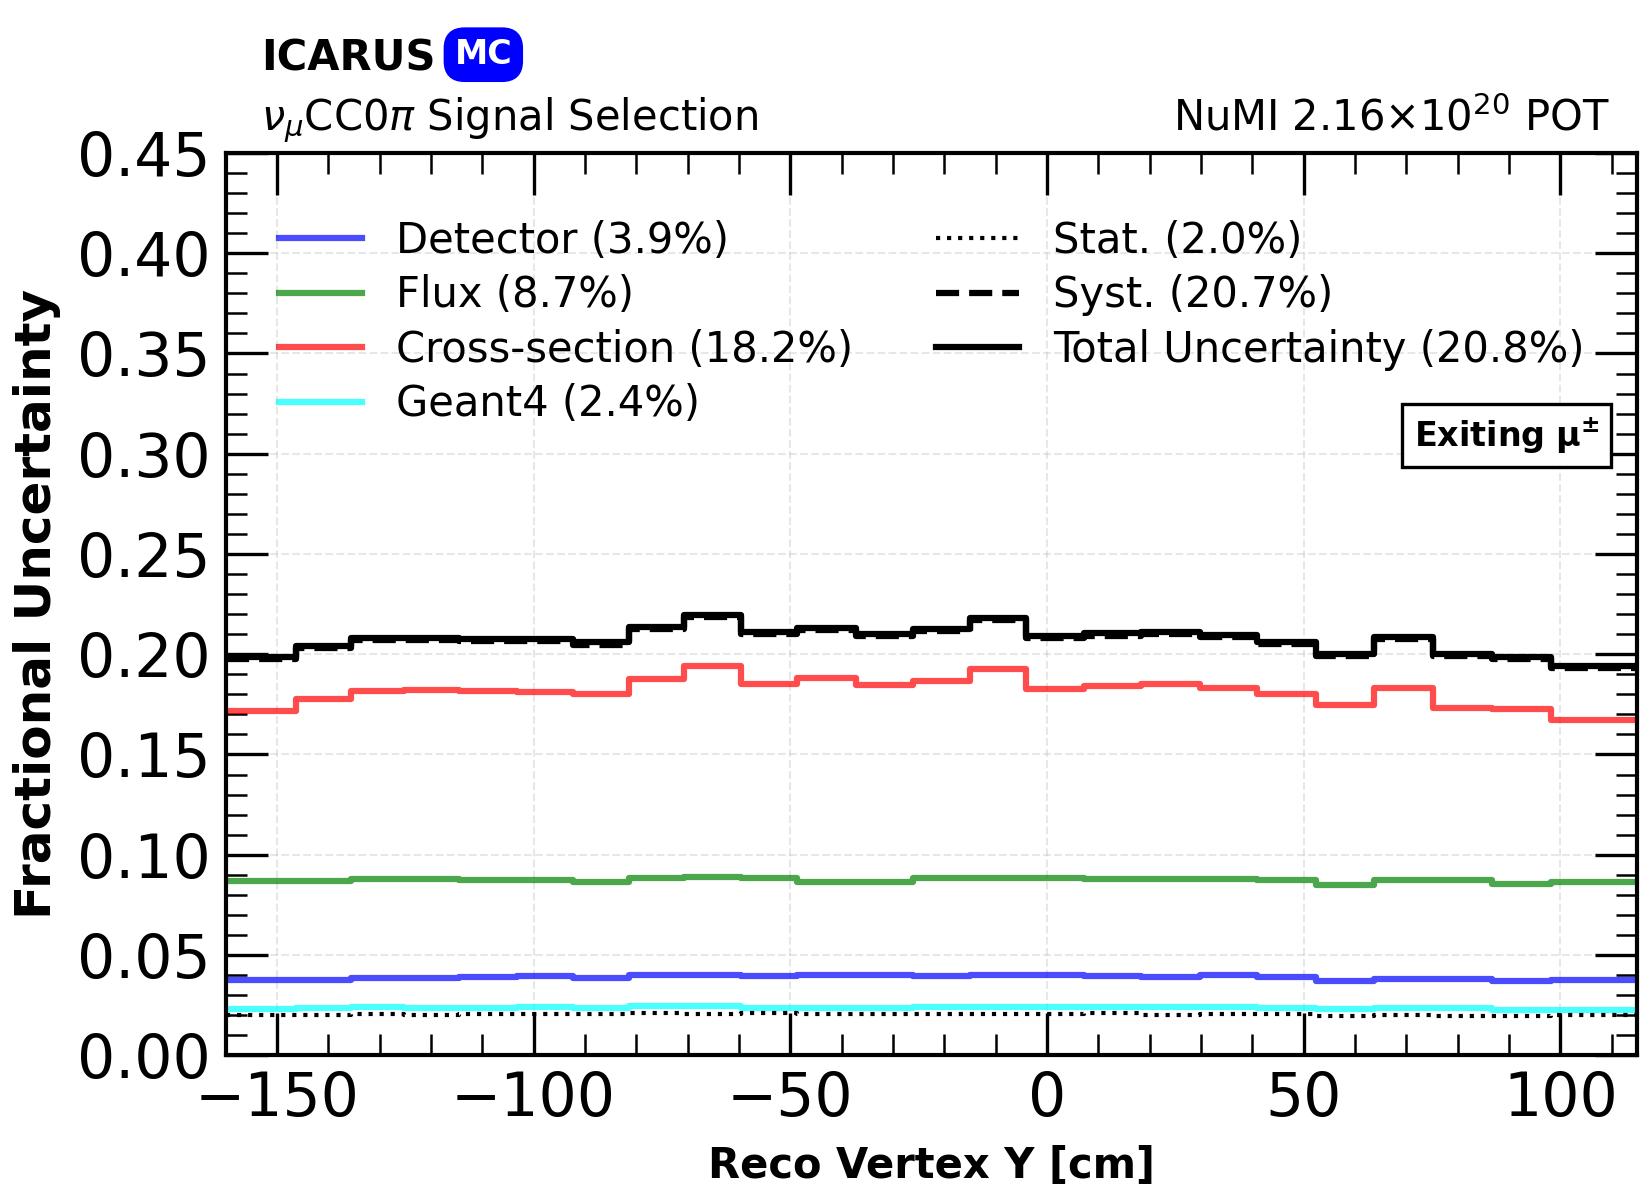 ICARUS MC
νμCC0π Signal Selection
NuMI 2.16×10²⁰ POT
0.45
0.40
0.35
0.30
0.25
0.20
0.15
0.10
0.05
0.00
Fractional Uncertainty
Detector (3.9%)
Flux (8.7%)
Cross-section (18.2%)
Geant4 (2.4%)
Stat. (2.0%)
Syst. (20.7%)
Total Uncertainty (20.8%)
Exiting μ±
−150
−100
−50
0
50
100
Reco Vertex Y [cm]